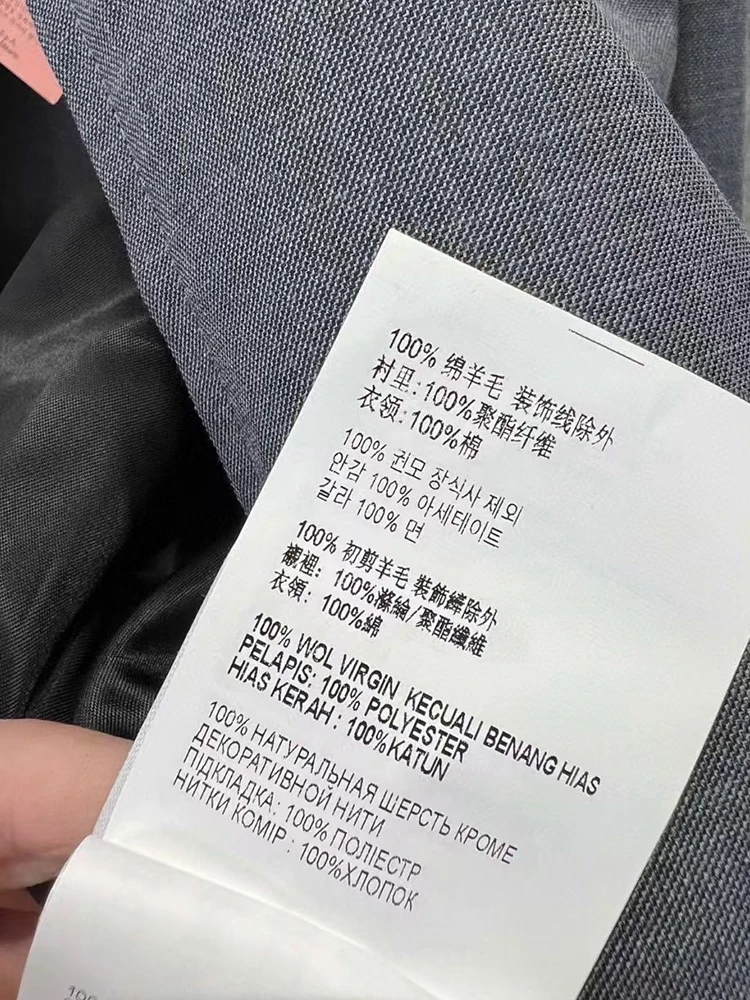 100% 绵羊毛 装饰线除外
衬里:100%聚酯纤维
衣领:100%棉
100% 권모 장식사 제외
안감 100% 아세테이트
갈라 100% 면
100% 初剪羊毛 裝飾繞除外
襯裡: 100%滌綸/聚酯纖維
衣領: 100%綿
100% WOL VIRGIN KECUALI BENANG HIAS
PELAPIS: 100% POLYESTER
HIAS KERAH : 100%KATUN
100% НАТУРАЛЬНАЯ ШЕРСТЬ КРОМЕ
ДЕКОРАТИВНОЙ НИТИ
ПІДКЛАДКА: 100% ПОЛІЕСТР
НИТКИ КОМІР : 100%ХЛОПОК